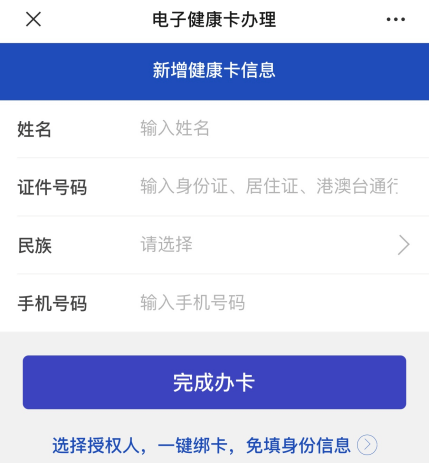 电子健康卡办理
新增健康卡信息
姓名 输入姓名
证件号码 输入身份证、居住证、港澳台通行
民族 请选择
手机号码 输入手机号码
完成办卡
选择授权人，一键绑卡，免填身份信息